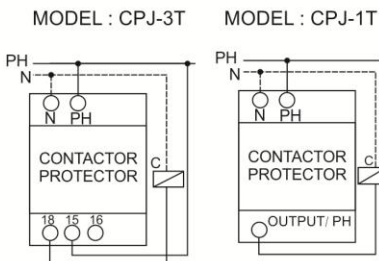 MODEL : CPJ-3T
PH
N
N PH
CONTACTOR
PROTECTOR
C
18 15 16
MODEL : CPJ-1T
PH
N
N PH
CONTACTOR
PROTECTOR
C
OUTPUT/ PH